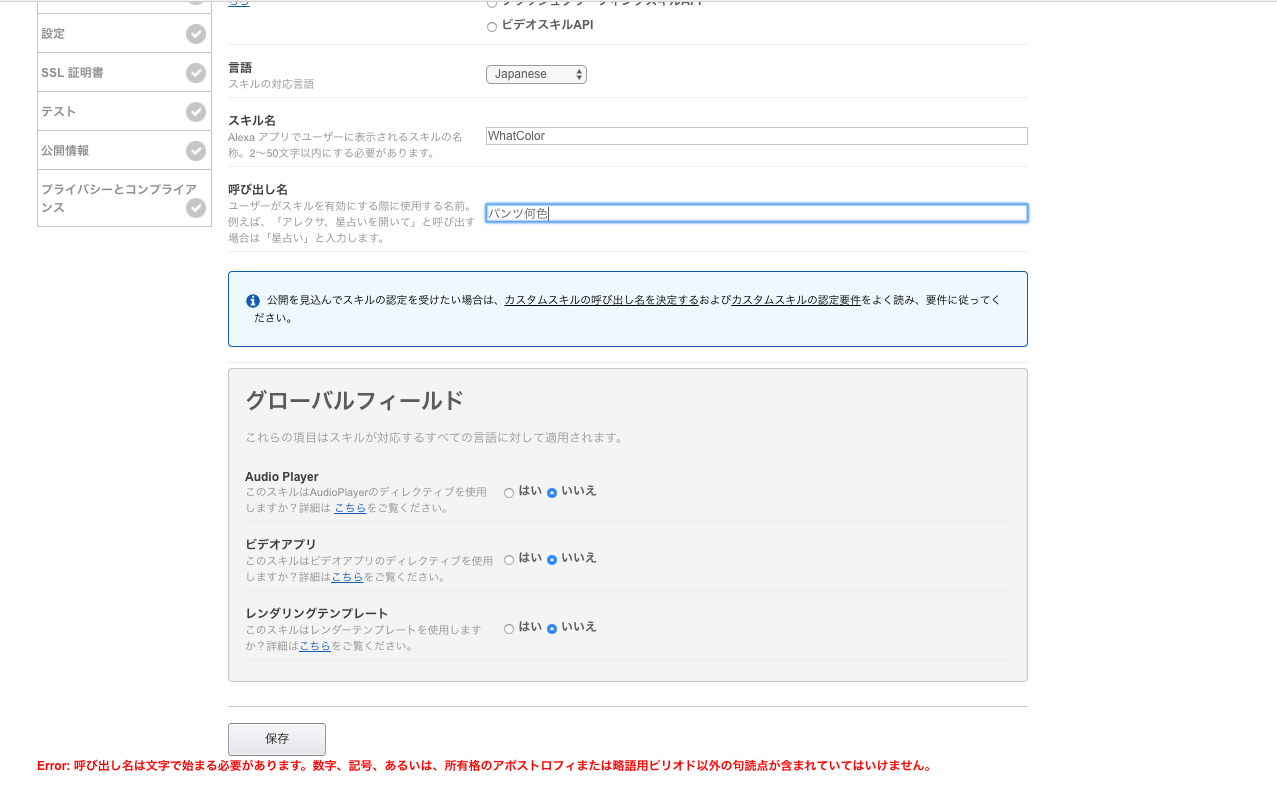 ビデオスキルAPI
設定
SSL 証明書
テスト
公開情報
プライバシーとコンプライア
ンス
言語
スキルの対応言語
Japanese
スキル名
Alexa アプリでユーザーに表示されるスキルの名
称。2〜50文字以内にする必要があります。
WhatColor
呼び出し名
ユーザーがスキルを有効にする際に使用する名前。
例えば、「アレクサ、星占いを開いて」と呼び出す
場合は「星占い」と入力します。
パンツ何色
公開を見込んでスキルの認定を受けたい場合は、カスタムスキルの呼び出し名を決定するおよびカスタムスキルの認定要件をよく読み、要件に従ってく
ださい。
グローバルフィールド
これらの項目はスキルが対応するすべての言語に対して適用されます。
Audio Player
このスキルはAudioPlayerのディレクティブを使用
しますか？詳細は こちらをご覧ください。
はい いいえ
ビデオアプリ
このスキルはビデオアプリのディレクティブを使用
しますか？詳細はこちらをご覧ください。
はい いいえ
レンダリングテンプレート
このスキルはレンダーテンプレートを使用します
か？詳細はこちらをご覧ください。
はい いいえ
保存
Error: 呼び出し名は文字で始まる必要があります。数字、記号、あるいは、所有格のアポストロフィまたは略語用ピリオド以外の句読点が含まれていてはいけません。